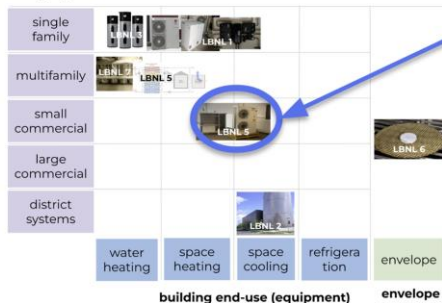 single
family
LBNL 3
LBNL 1
multifamily
LBNL 7
LBNL 5
small
commercial
LBNL 5
LBNL 6
large
commercial
district
systems
LBNL 2
water
heating
space
heating
space
cooling
refrigera
tion
envelope
building end-use (equipment)
envelope